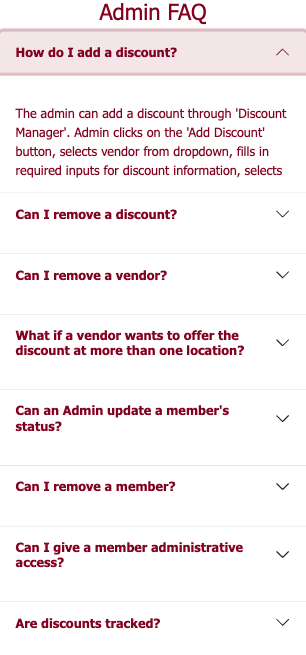 Admin FAQ
How do I add a discount?
The admin can add a discount through 'Discount
Manager'. Admin clicks on the 'Add Discount'
button, selects vendor from dropdown, fills in
required inputs for discount information, selects
Can I remove a discount?
Can I remove a vendor?
What if a vendor wants to offer the
discount at more than one location?
Can an Admin update a member's
status?
Can I remove a member?
Can I give a member administrative
access?
Are discounts tracked?